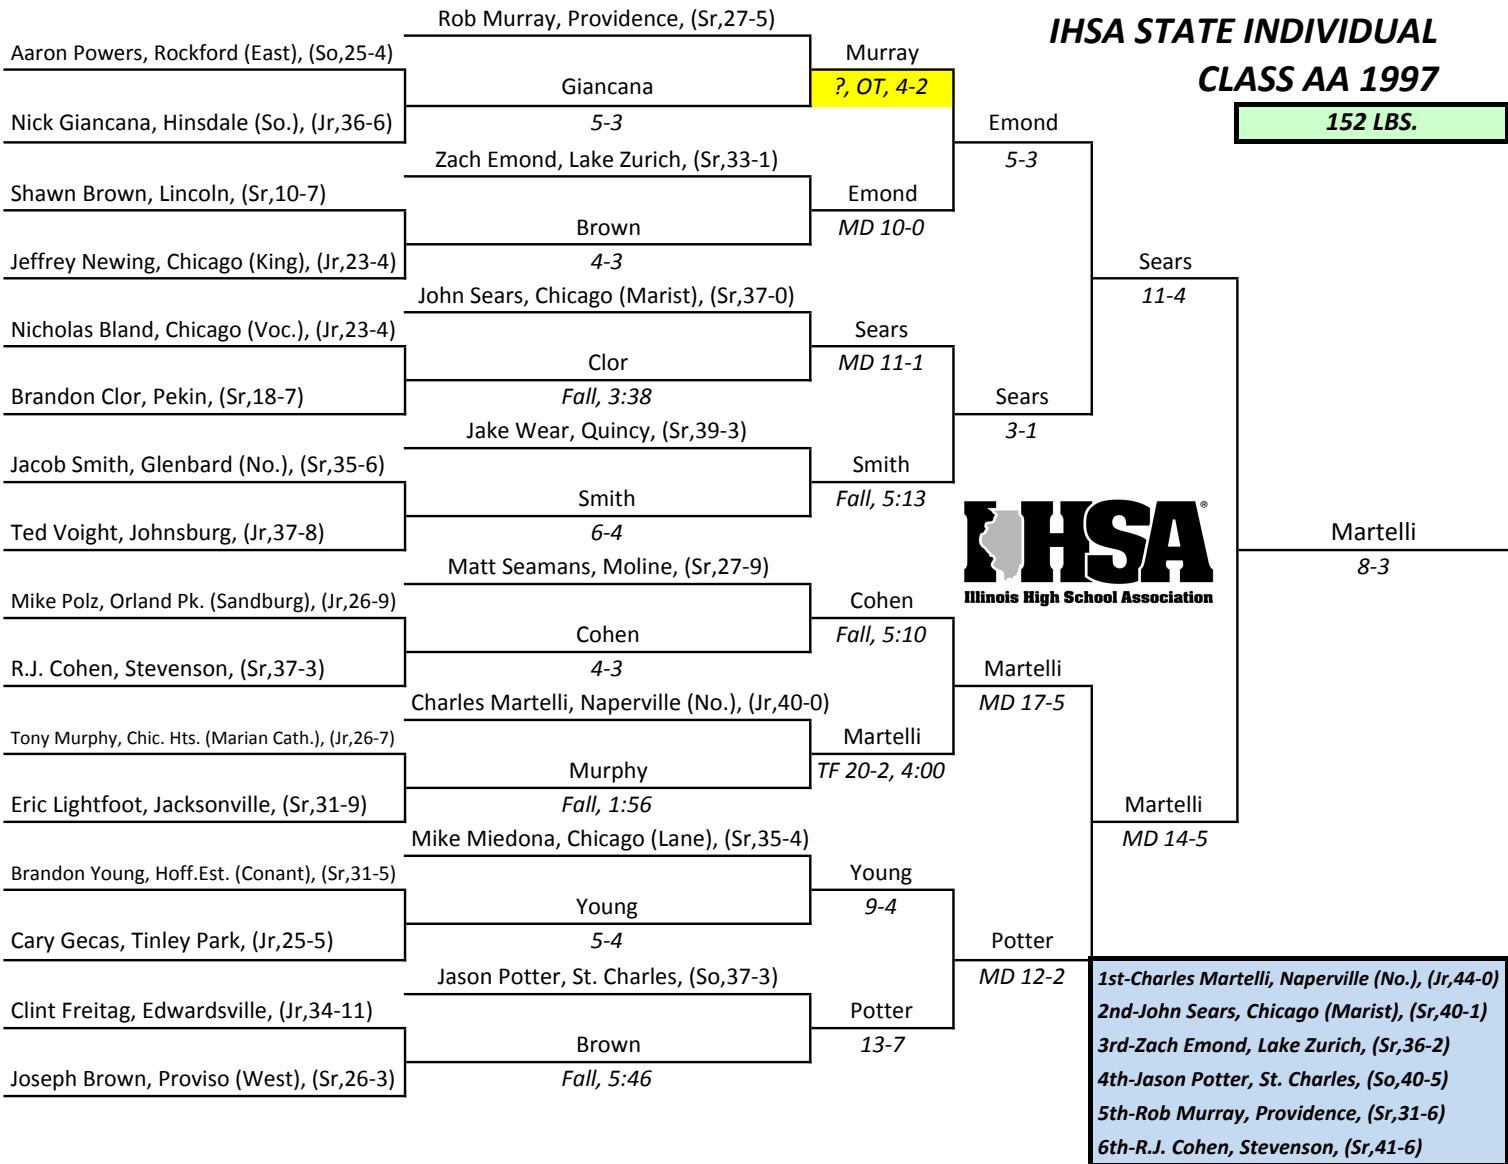 Rob Murray, Providence, (Sr,27-5)
IHSA STATE INDIVIDUAL
CLASS AA 1997
152 LBS.
Aaron Powers, Rockford (East), (So,25-4)
Murray
Giancana
?, OT, 4-2
Nick Giancana, Hinsdale (So.), (Jr,36-6)
5-3
Emond
Zach Emond, Lake Zurich, (Sr,33-1)
5-3
Shawn Brown, Lincoln, (Sr,10-7)
Emond
Brown
MD 10-0
Jeffrey Newing, Chicago (King), (Jr,23-4)
4-3
Sears
John Sears, Chicago (Marist), (Sr,37-0)
11-4
Nicholas Bland, Chicago (Voc.), (Jr,23-4)
Sears
Clor
MD 11-1
Brandon Clor, Pekin, (Sr,18-7)
Fall, 3:38
Sears
Jake Wear, Quincy, (Sr,39-3)
3-1
Jacob Smith, Glenbard (No.), (Sr,35-6)
Smith
Smith
Fall, 5:13
Ted Voight, Johnsburg, (Jr,37-8)
6-4
IHSA®
Illinois High School Association
Martelli
8-3
Matt Seamans, Moline, (Sr,27-9)
Mike Polz, Orland Pk. (Sandburg), (Jr,26-9)
Cohen
Cohen
Fall, 5:10
R.J. Cohen, Stevenson, (Sr,37-3)
4-3
Martelli
Charles Martelli, Naperville (No.), (Jr,40-0)
MD 17-5
Tony Murphy, Chic. Hts. (Marian Cath.), (Jr,26-7)
Martelli
Murphy
TF 20-2, 4:00
Eric Lightfoot, Jacksonville, (Sr,31-9)
Fall, 1:56
Martelli
Mike Miedona, Chicago (Lane), (Sr,35-4)
MD 14-5
Brandon Young, Hoff.Est. (Conant), (Sr,31-5)
Young
Young
9-4
Cary Gecas, Tinley Park, (Jr,25-5)
5-4
Potter
Jason Potter, St. Charles, (So,37-3)
MD 12-2
Clint Freitag, Edwardsville, (Jr,34-11)
Potter
Brown
13-7
Joseph Brown, Proviso (West), (Sr,26-3)
Fall, 5:46
1st-Charles Martelli, Naperville (No.), (Jr,44-0)
2nd-John Sears, Chicago (Marist), (Sr,40-1)
3rd-Zach Emond, Lake Zurich, (Sr,36-2)
4th-Jason Potter, St. Charles, (So,40-5)
5th-Rob Murray, Providence, (Sr,31-6)
6th-R.J. Cohen, Stevenson, (Sr,41-6)